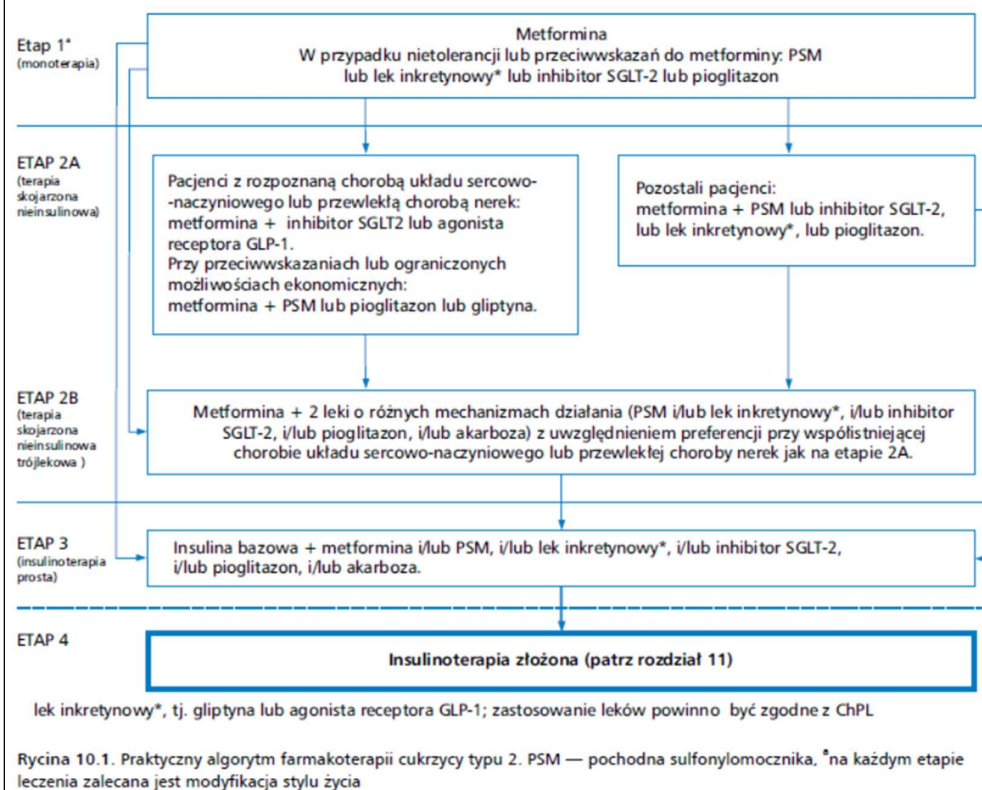 Etap 1ª
(monoterapia)
Metformina
W przypadku nietolerancji lub przeciwwskazań do metforminy: PSM
lub lek inkretynowy* lub inhibitor SGLT-2 lub pioglitazon
ETAP 2A
(terapia
skojarzona
nieinsulinowa)
Pacjenci z rozpoznaną chorobą układu sercowo-
-naczyniowego lub przewlekłą chorobą nerek:
metformina + inhibitor SGLT2 lub agonista
receptora GLP-1.
Przy przeciwwskazaniach lub ograniczonych
możliwościach ekonomicznych:
metformina + PSM lub pioglitazon lub gliptyna.
Pozostali pacjenci:
metformina + PSM lub inhibitor SGLT-2,
lub lek inkretynowy*, lub pioglitazon.
ETAP 2B
(terapia
skojarzona
nieinsulinowa
trójlekowa )
Metformina + 2 leki o różnych mechanizmach działania (PSM i/lub lek inkretynowy*, i/lub inhibitor
SGLT-2, i/lub pioglitazon, i/lub akarboza) z uwzględnieniem preferencji przy współistniejącej
chorobie układu sercowo-naczyniowego lub przewlekłej choroby nerek jak na etapie 2A.
ETAP 3
(insulinoterapia
prosta)
Insulina bazowa + metformina i/lub PSM, i/lub lek inkretynowy*, i/lub inhibitor SGLT-2,
i/lub pioglitazon, i/lub akarboza.
ETAP 4
Insulinoterapia złożona (patrz rozdział 11)
lek inkretynowy*, tj. gliptyna lub agonista receptora GLP-1; zastosowanie leków powinno być zgodne z ChPL
Rycina 10.1. Praktyczny algorytm farmakoterapii cukrzycy typu 2. PSM — pochodna sulfonylomocznika, ªna każdym etapie
leczenia zalecana jest modyfikacja stylu życia